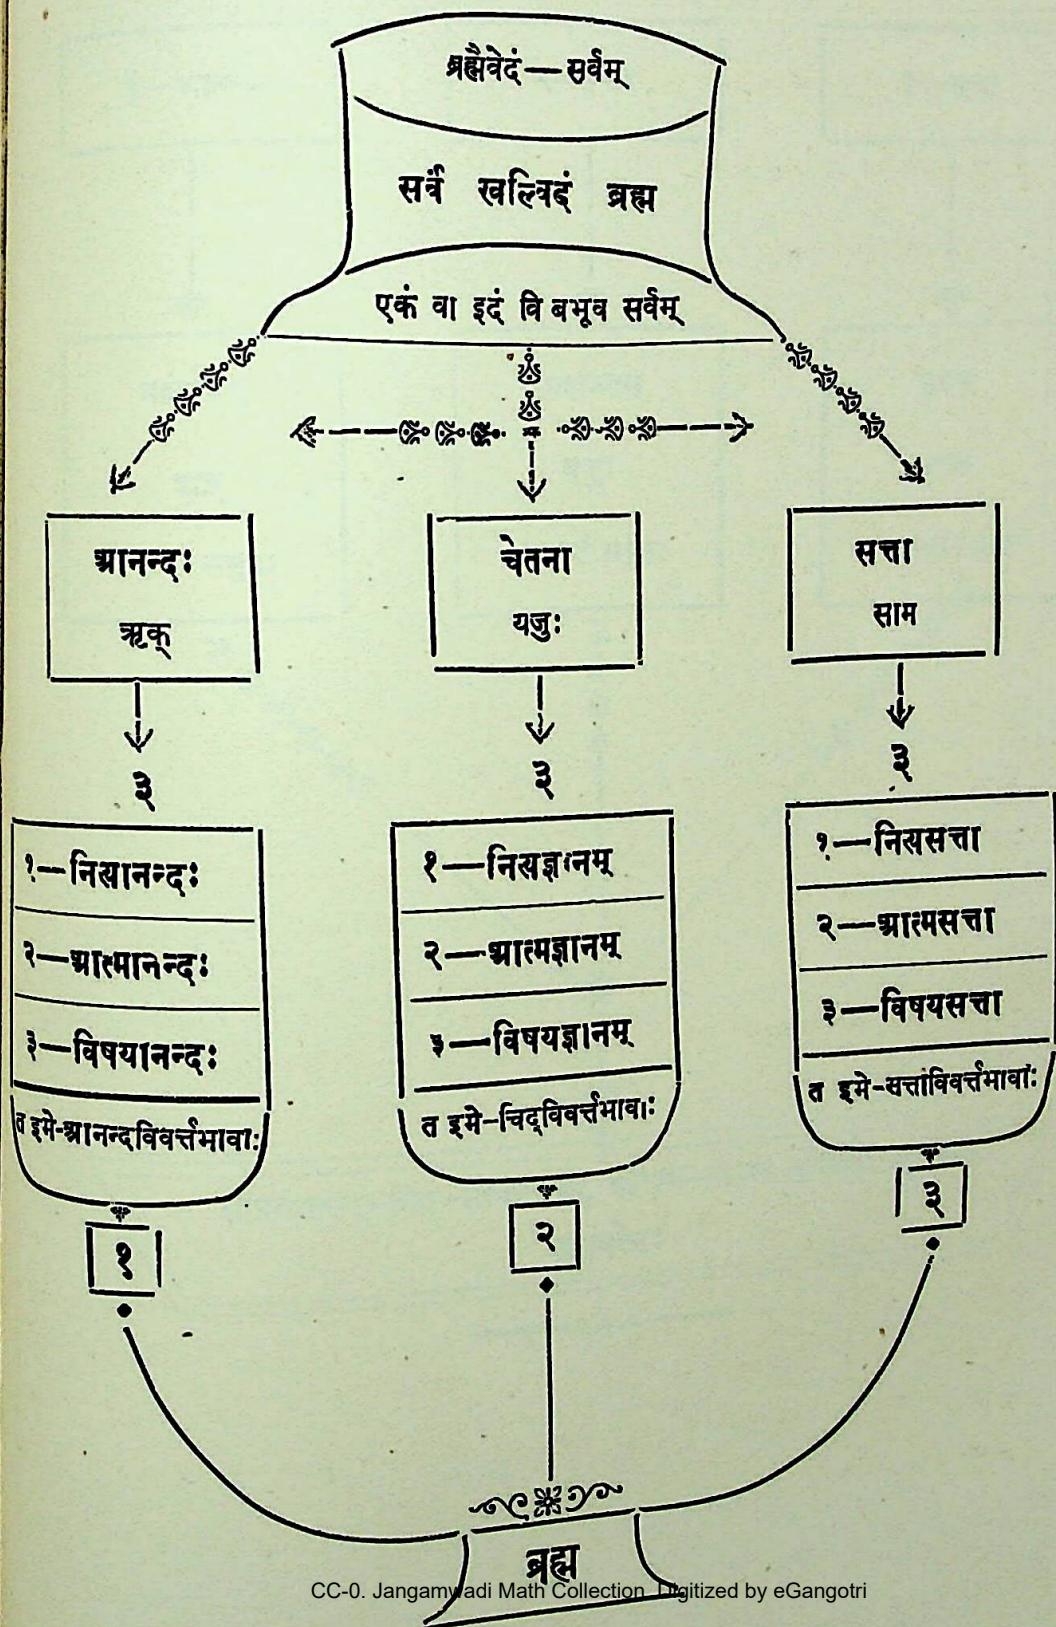 ब्रह्मैवेदं—सर्वम्
सर्वं खल्विदं ब्रह्म
एकं वा इदं वि बभूव सर्वम्
आनन्दः
ऋक्
३
१—नित्यानन्दः
२—आत्मानन्दः
३—विषयानन्दः
त इमे-आनन्दविवर्त्तभावाः
१
चेतना
यजुः
३
१—नित्यज्ञानम्
२—आत्मज्ञानम्
३—विषयज्ञानम्
त इमे-चिद्विवर्त्तभावाः
२
सत्ता
साम
३
१—नित्यसत्ता
२—आत्मसत्ता
३—विषयसत्ता
त इमे-सत्ताविवर्त्तभावाः
३
ब्रह्म
CC-0. Jangamwadi Math Collection. Digitized by eGangotri